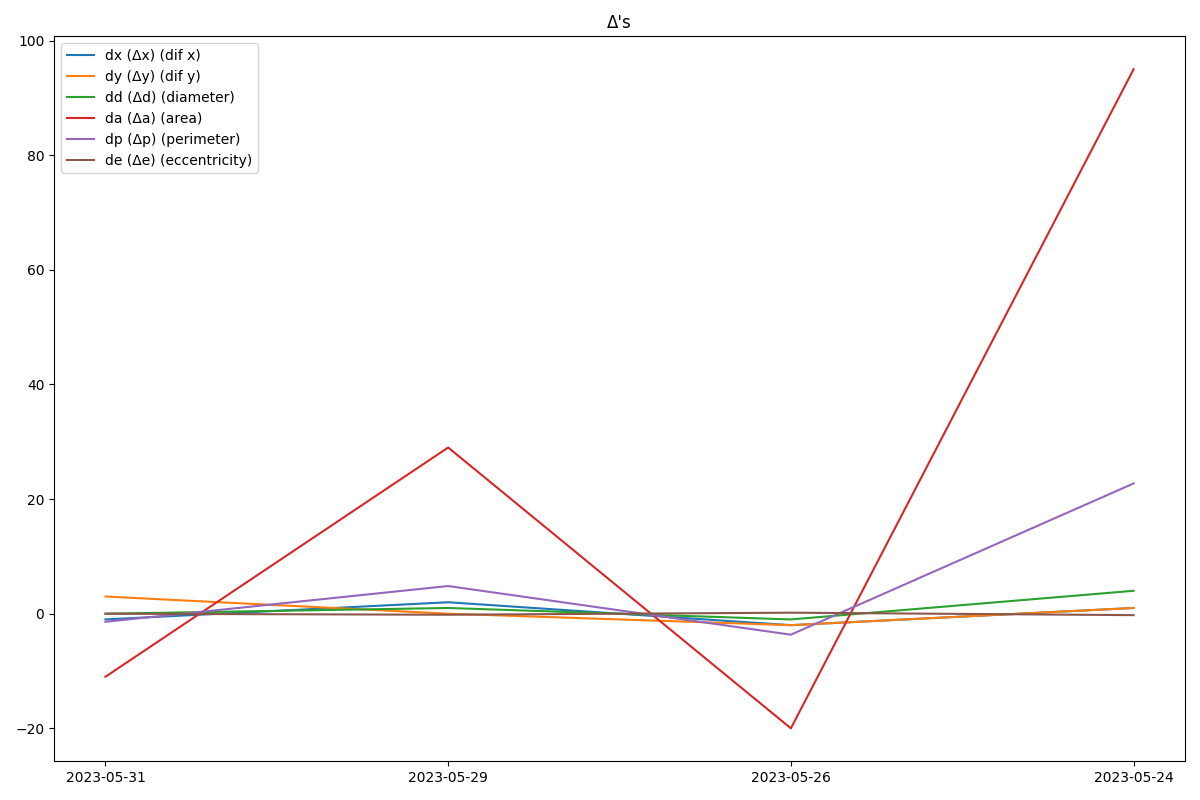 Δ's
100
80
60
40
20
0
−20
dx (Δx) (dif x)
dy (Δy) (dif y)
dd (Δd) (diameter)
da (Δa) (area)
dp (Δp) (perimeter)
de (Δe) (eccentricity)
2023-05-31
2023-05-29
2023-05-26
2023-05-24